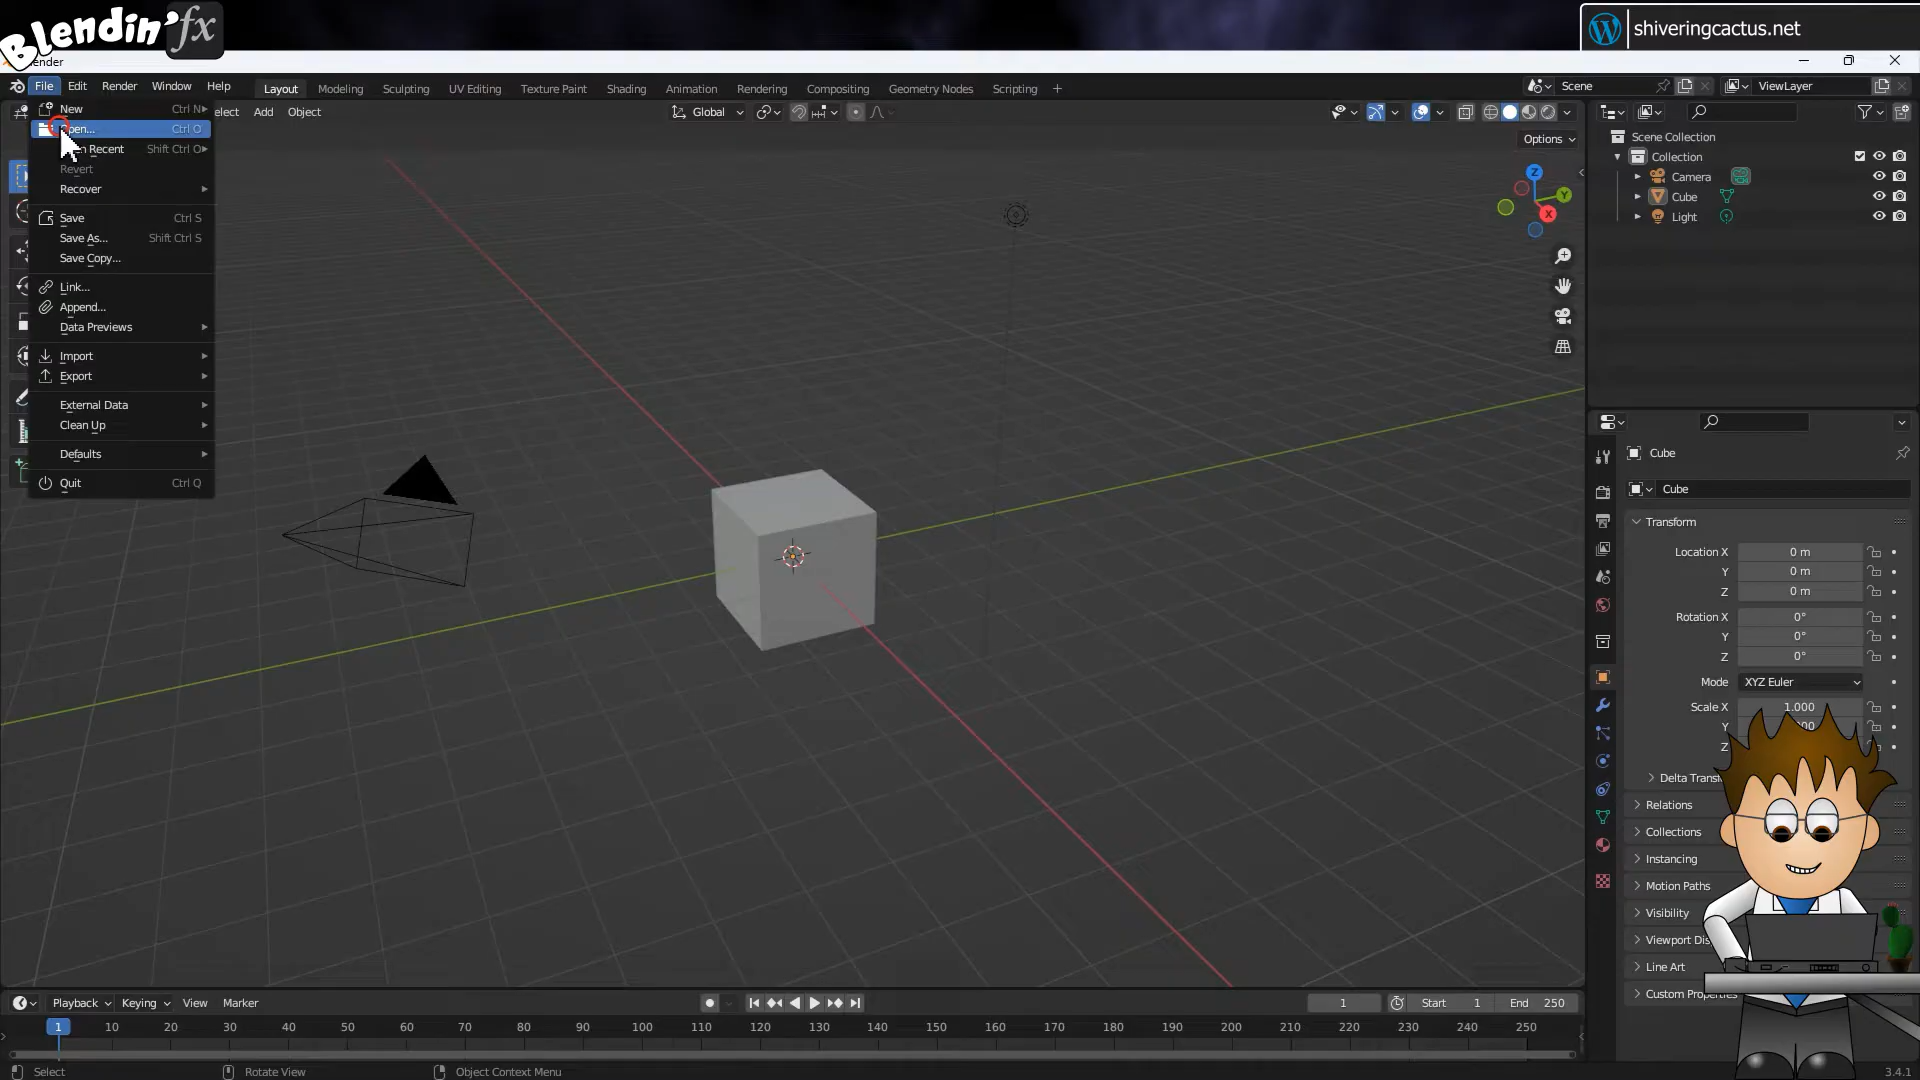 Blendin' fx
shiveringcactus.net
File Edit Render Window Help Layout Modeling Sculpting UV Editing Texture Paint Shading Animation Rendering Compositing Geometry Nodes Scripting + Scene ViewLayer
Add Object Global
Options
New Ctrl N
Ctrl O
Recent Shift Ctrl O
Revert
Recover
Save Ctrl S
Save As... Shift Ctrl S
Save Copy...
Link...
Append...
Data Previews
Import
Export
External Data
Clean Up
Defaults
Quit Ctrl Q
Z
Y
X
Scene Collection
Collection
Camera
Cube
Light
Cube
Cube
Transform
Location X 0 m
Y 0 m
Z 0 m
Rotation X 0°
Y 0°
Z 0°
Mode XYZ Euler
Scale X 1.000
Y
Z
Delta
Relations
Collections
Instancing
Motion Paths
Visibility
Viewport
Line Art
Custom
Playback Keying View Marker 1 Start 1 End 250
1 10 20 30 40 50 60 70 80 90 100 110 120 130 140 150 160 170 180 190 200 210 220 230 240 250
Select Rotate View Object Context Menu 3.4.1